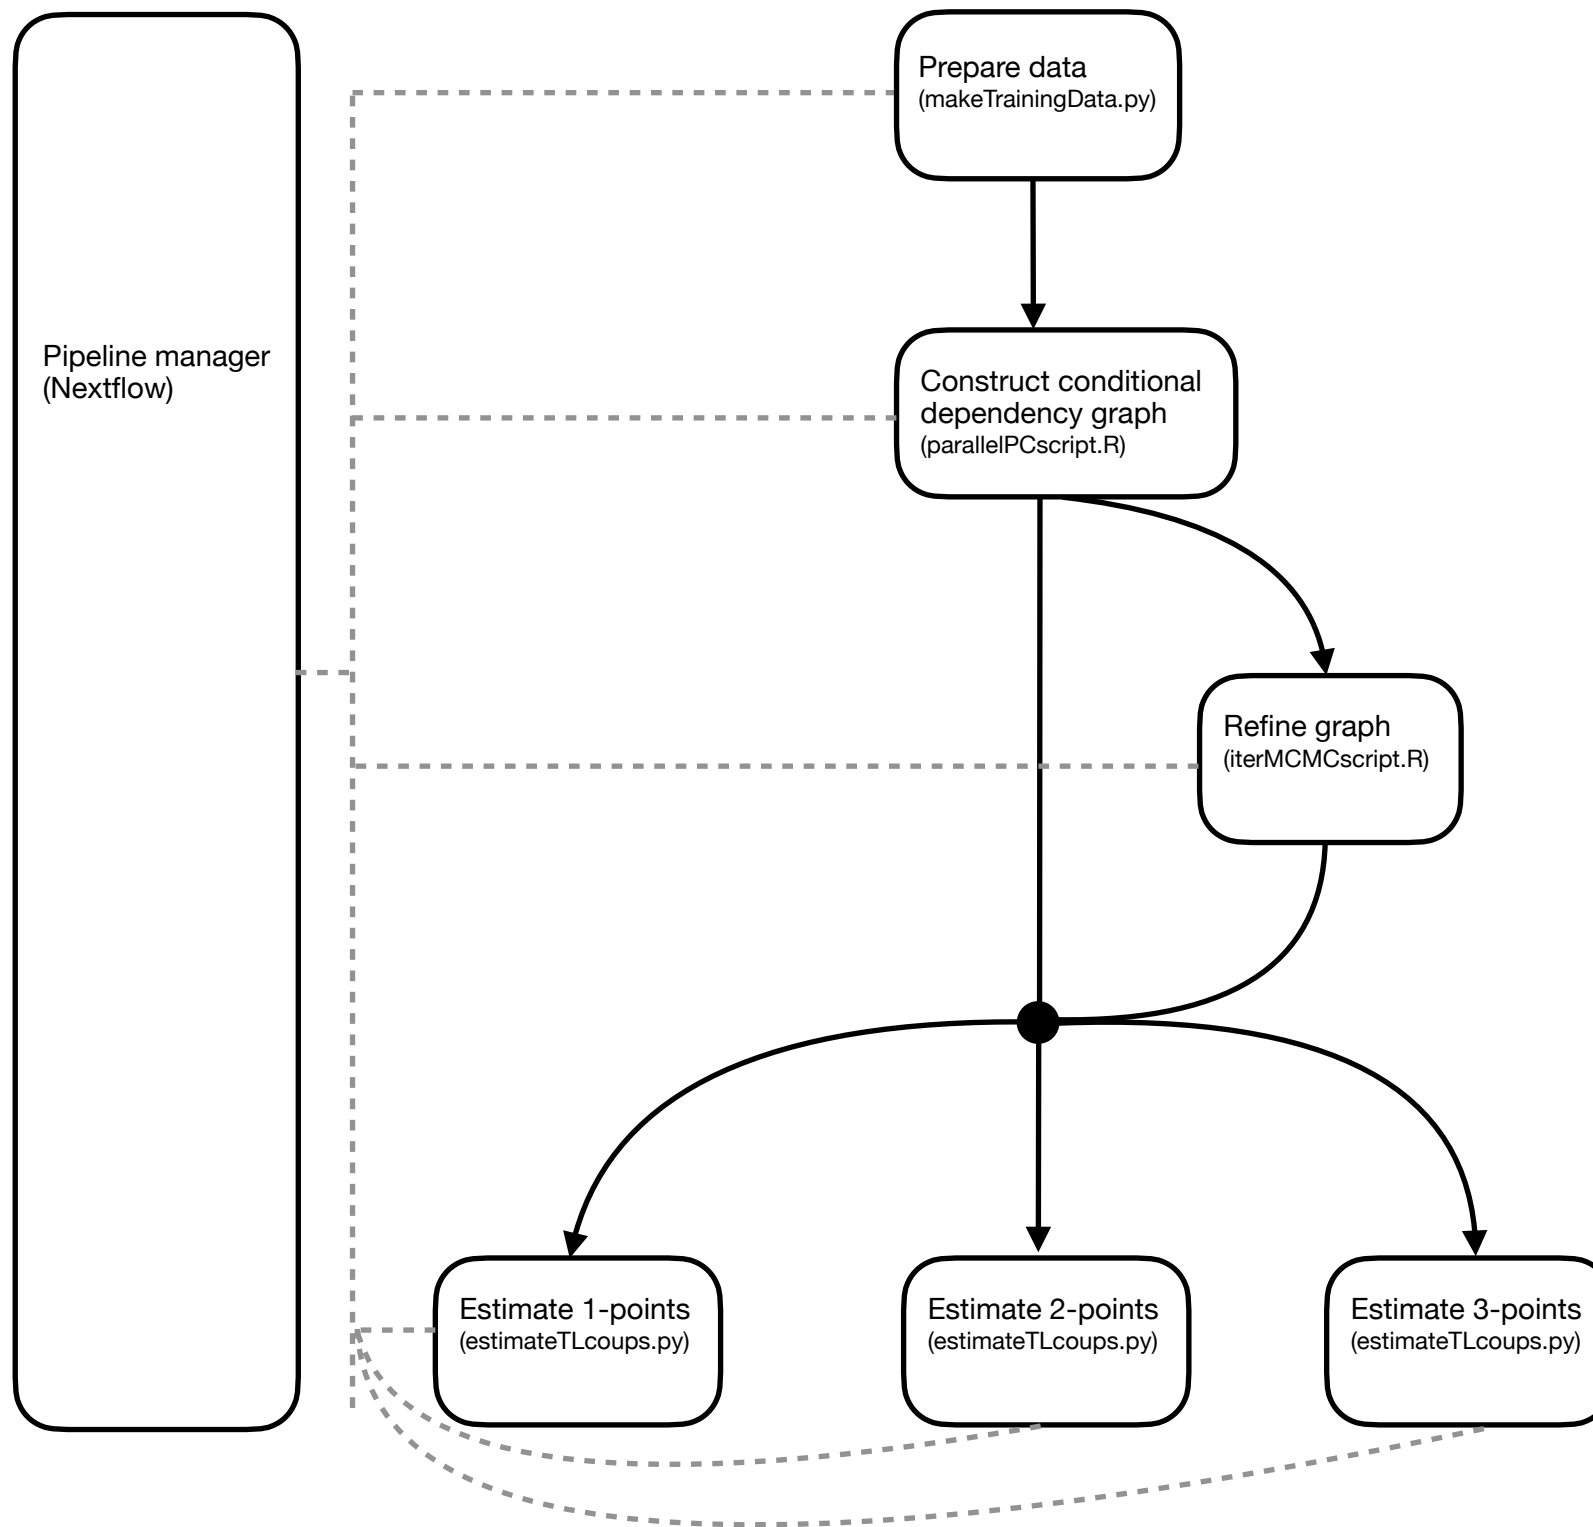 Prepare data
(makeTrainingData.py)
Pipeline manager
(Nextflow)
Construct conditional
dependency graph
(parallelPCscript.R)
Refine graph
(iterMCMCscript.R)
Estimate 1-points
(estimateTLcoups.py)
Estimate 2-points
(estimateTLcoups.py)
Estimate 3-points
(estimateTLcoups.py)